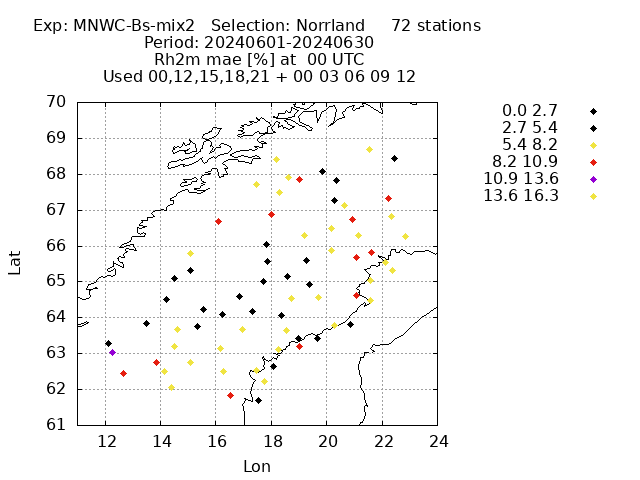 Exp: MNWC-Bs-mix2 Selection: Norrland 72 stations
Period: 20240601-20240630
Rh2m mae [%] at 00 UTC
Used 00,12,15,18,21 + 00 03 06 09 12
70
69
68
67
66
65
64
63
62
61
Lat
12 14 16 18 20 22 24
Lon
0.0 2.7
2.7 5.4
5.4 8.2
8.2 10.9
10.9 13.6
13.6 16.3